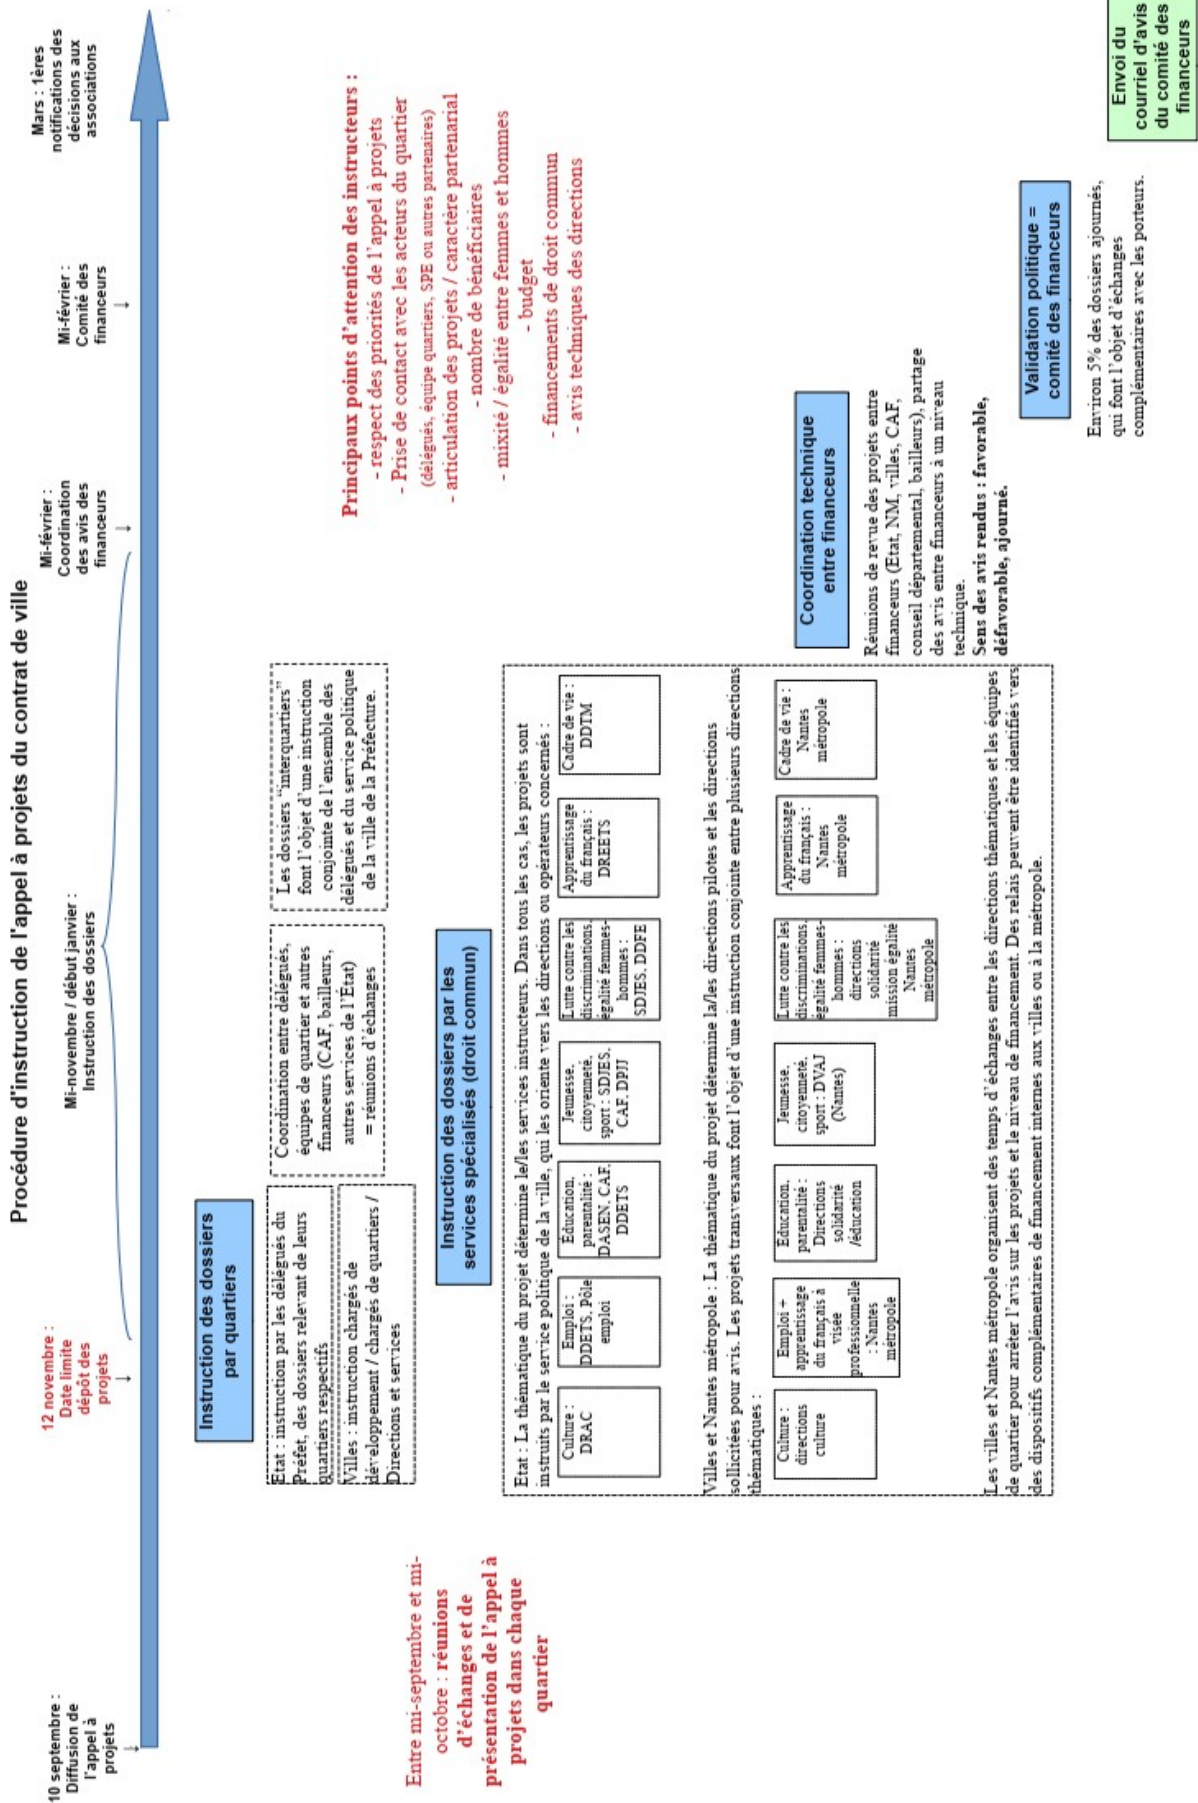 Procédure d'instruction de l'appel à projets du contrat de ville
10 septembre :
Diffusion de
l'appel à
projets
12 novembre :
Date limite
dépôt des
projets
Mi-novembre / début janvier :
Instruction des dossiers
Mi-février :
Coordination
des avis des
financeurs
Mi-février :
Comité des
financeurs
Mars : 1ères
notifications des
décisions aux
associations
Entre mi-septembre et mi-
octobre : réunions
d'échanges et de
présentation de l'appel à
projets dans chaque
quartier
Instruction des dossiers
par quartiers
Etat : instruction par les délégués du
Préfet, des dossiers relevant de leurs
quartiers respectifs
Villes : instruction chargés de
développement / chargés de quartiers /
Directions et services
Coordination entre délégués,
équipes de quartier et autres
financeurs (CAF, bailleurs,
autres services de l'État)
= réunions d'échanges
Les dossiers "interquartiers"
font l'objet d'une instruction
conjointe de l'ensemble des
délégués et du service politique
de la ville de la Préfecture.
Principaux points d'attention des instructeurs :
- respect des priorités de l'appel à projets
- Prise de contact avec les acteurs du quartier
(délégués, équipe quartiers, SPE ou autres partenaires)
- articulation des projets / caractère partenarial
- nombre de bénéficiaires
- mixité / égalité entre femmes et hommes
- budget
- financements de droit commun
- avis techniques des directions
Instruction des dossiers par les
services spécialisés (droit commun)
Etat : La thématique du projet détermine le/les services instructeurs. Dans tous les cas, les projets sont
instruits par le service politique de la ville, qui les oriente vers les directions ou opérateurs concernés :
Culture :
DRAC
Emploi :
DDETS, Pôle
emploi
Éducation,
parentalité :
DASEN, CAF,
DDETS
Jeunesse,
citoyenneté,
sport : SDJES,
CAF, DPJJ
Lutte contre les
discriminations,
égalité femmes-
hommes :
SDJES, DDFE
Apprentissage
du français :
DREETS
Cadre de vie :
DDTM
Villes et Nantes métropole : La thématique du projet détermine la/les directions pilotes et les directions
sollicitées pour avis. Les projets transversaux font l'objet d'une instruction conjointe entre plusieurs directions
thématiques :
Culture :
directions
culture
Emploi +
apprentissage
du français à
visée
professionnelle
: Nantes
métropole
Éducation,
parentalité :
Directions
solidarité
/éducation
Jeunesse,
citoyenneté,
sport : DVAJ
(Nantes)
Lutte contre les
discriminations,
égalité femmes-
hommes :
directions
solidarité
mission égalité
Nantes
métropole
Apprentissage
du français :
Nantes
métropole
Cadre de vie :
Nantes
métropole
Les villes et Nantes métropole organisent des temps d'échanges entre les directions thématiques et les équipes
de quartier pour arrêter l'avis sur les projets et le niveau de financement. Des relais peuvent être identifiés vers
des dispositifs complémentaires de financement internes aux villes ou à la métropole.
Coordination technique
entre financeurs
Réunions de revue des projets entre
financeurs (Etat, NM, villes, CAF,
conseil départemental, bailleurs), partage
des avis entre financeurs à un niveau
technique.
Sens des avis rendus : favorable,
défavorable, ajourné.
Validation politique =
comité des financeurs
Environ 5% des dossiers ajournés,
qui font l'objet d'échanges
complémentaires avec les porteurs.
Envoi du
courriel d'avis
du comité des
financeurs